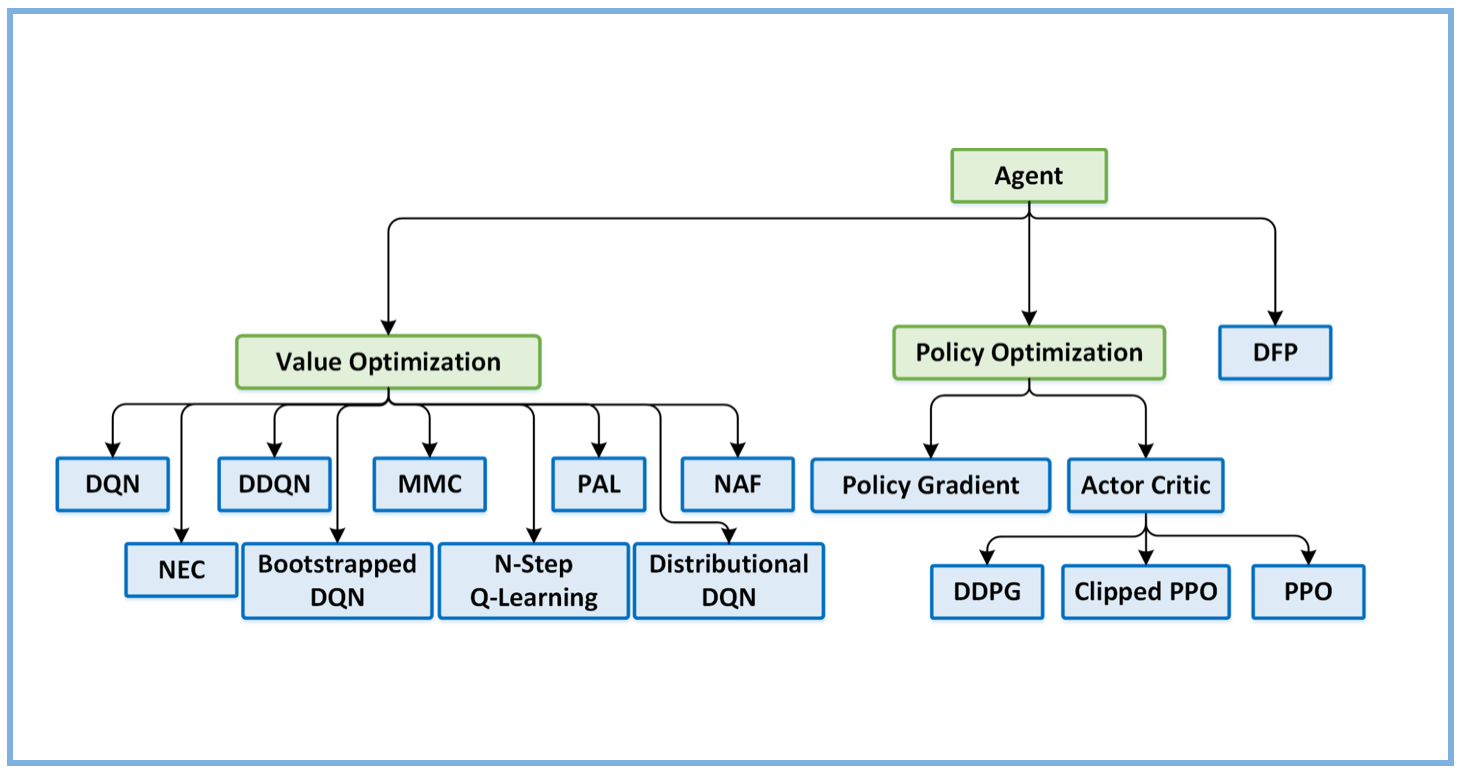 Agent
Value Optimization
Policy Optimization
DFP
DQN
DDQN
MMC
PAL
NAF
Policy Gradient
Actor Critic
NEC
Bootstrapped
DQN
N-Step
Q-Learning
Distributional
DQN
DDPG
Clipped PPO
PPO